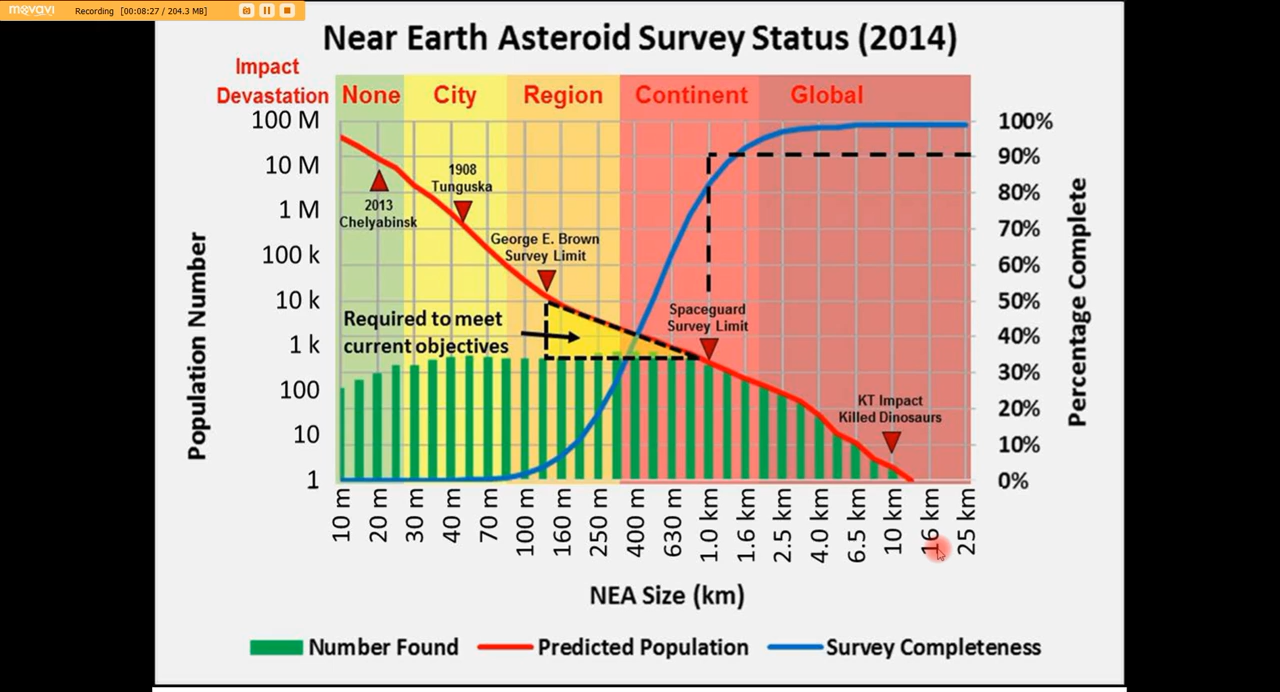 movavi
Recording [00:08:27 / 204.3 MB]
Near Earth Asteroid Survey Status (2014)
Impact
Devastation
None City Region Continent Global
100 M
10 M
1 M
100 k
10 k
1 k
100
10
1
Population Number
1908
Tunguska
2013
Chelyabinsk
George E. Brown
Survey Limit
Required to meet
current objectives
Spaceguard
Survey Limit
KT Impact
Killed Dinosaurs
100%
90%
80%
70%
60%
50%
40%
30%
20%
10%
0%
Percentage Complete
10 m
20 m
30 m
40 m
70 m
100 m
160 m
250 m
400 m
630 m
1.0 km
1.6 km
2.5 km
4.0 km
6.5 km
10 km
16 km
25 km
NEA Size (km)
Number Found Predicted Population Survey Completeness